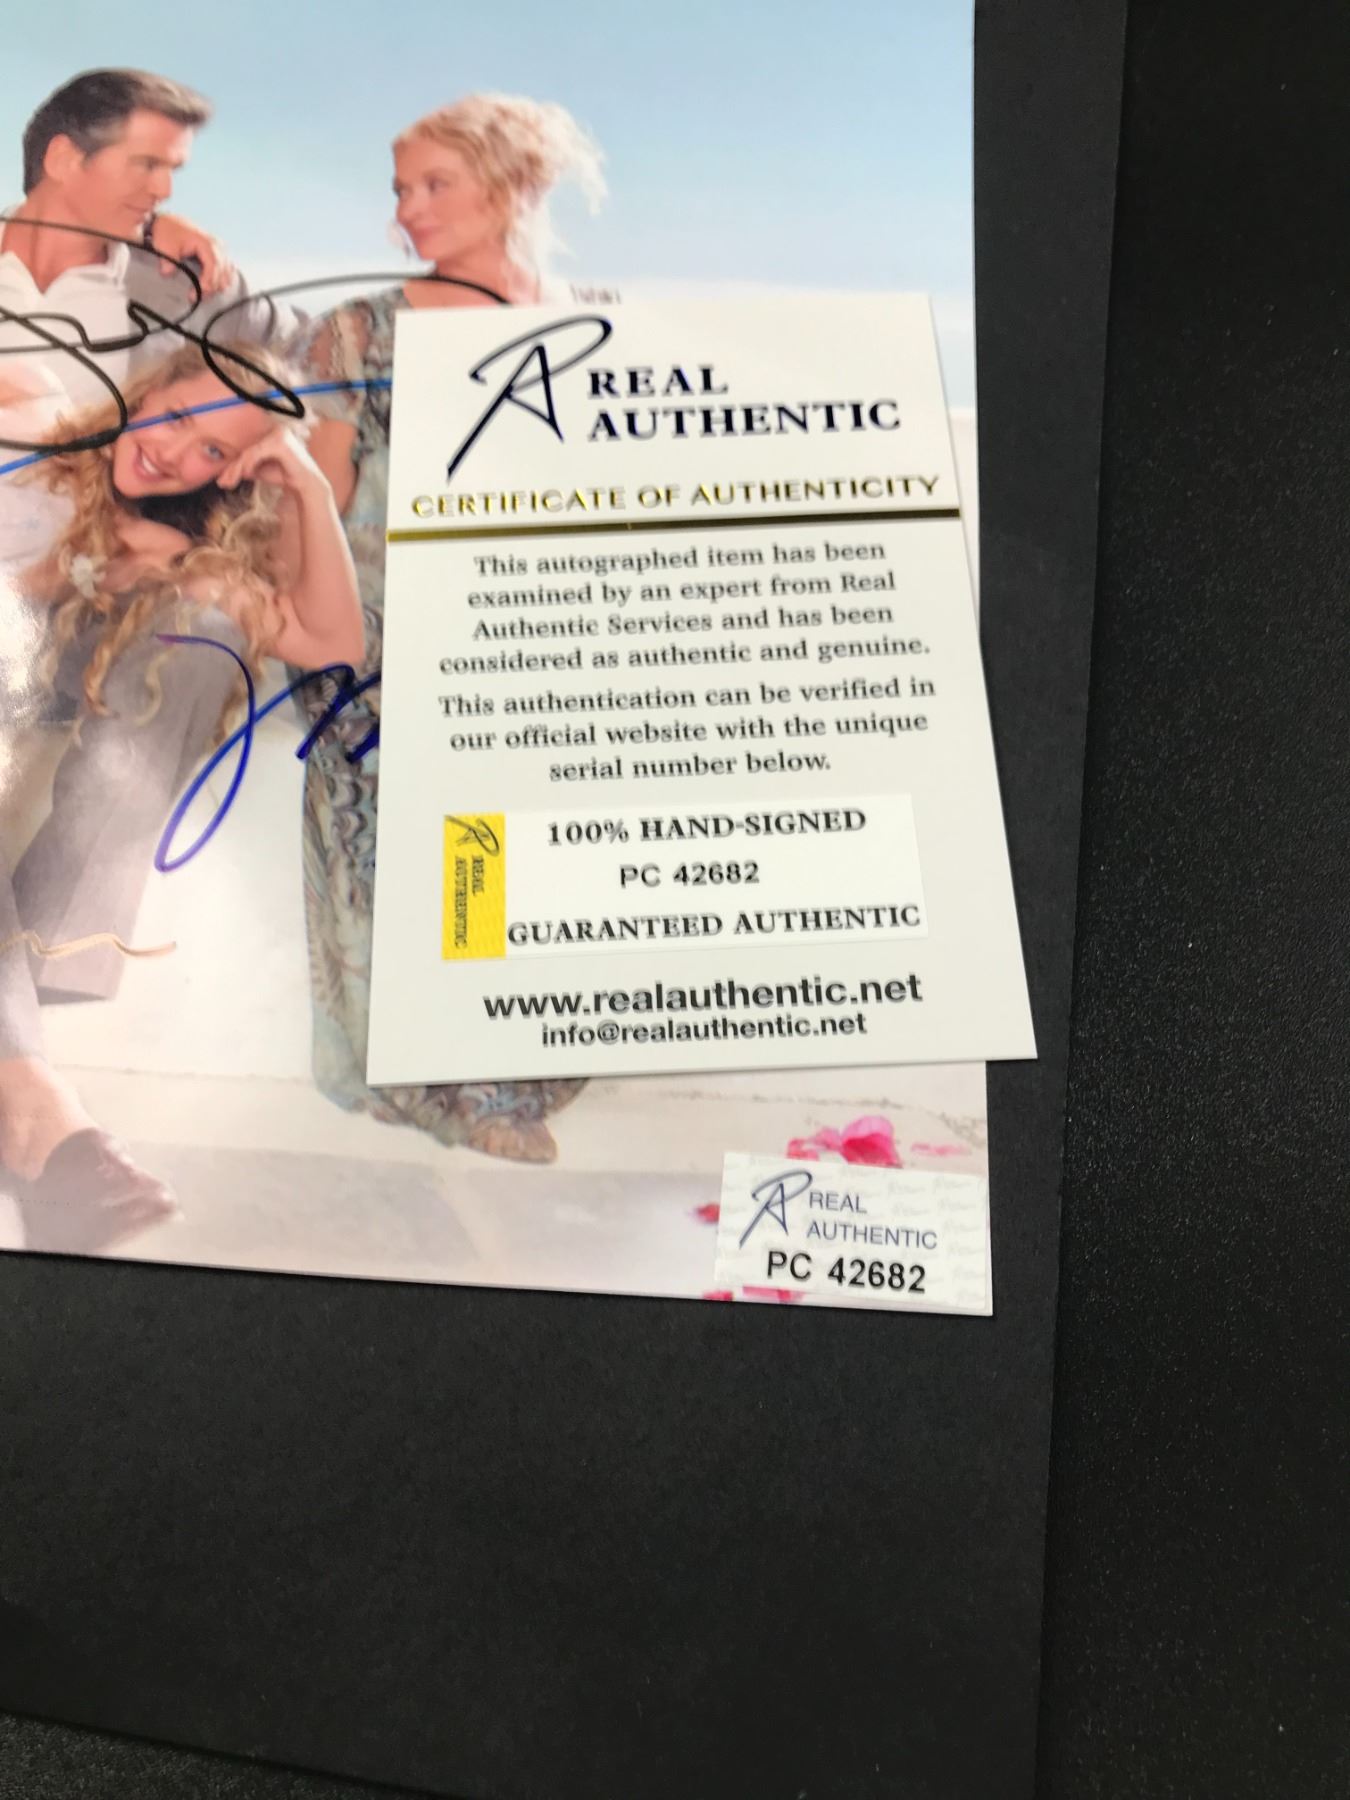 REAL
AUTHENTIC
CERTIFICATE OF AUTHENTICITY
This autographed item has been
examined by an expert from Real
Authentic Services and has been
considered as authentic and genuine.
This authentication can be verified in
our official website with the unique
serial number below.
REAL
AUTHENTIC
100% HAND-SIGNED
PC 42682
GUARANTEED AUTHENTIC
www.realauthentic.net
info@realauthentic.net
REAL
AUTHENTIC
PC 42682